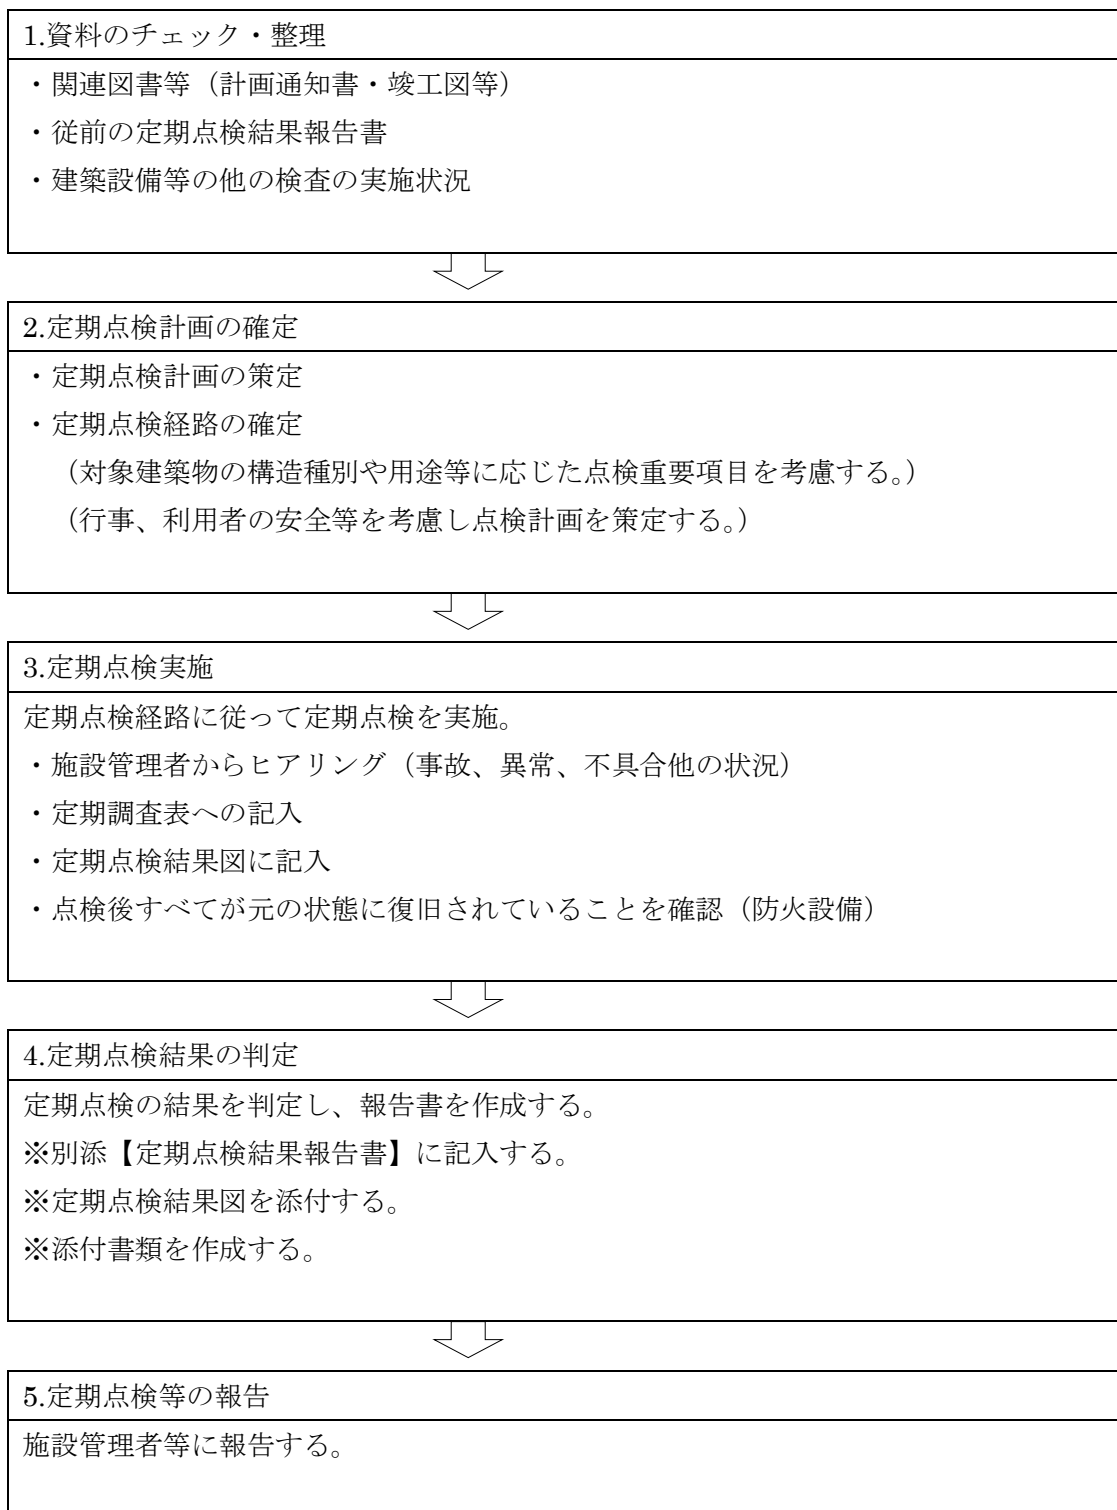 1.資料のチェック・整理
・関連図書等（計画通知書・竣工図等）
・従前の定期点検結果報告書
・建築設備等の他の検査の実施状況
2.定期点検計画の確定
・定期点検計画の策定
・定期点検経路の確定
（対象建築物の構造種別や用途等に応じた点検重要項目を考慮する。）
（行事、利用者の安全等を考慮し点検計画を策定する。）
3.定期点検実施
定期点検経路に従って定期点検を実施。
・施設管理者からヒアリング（事故、異常、不具合他の状況）
・定期調査表への記入
・定期点検結果図に記入
・点検後すべてが元の状態に復旧されていることを確認（防火設備）
4.定期点検結果の判定
定期点検の結果を判定し、報告書を作成する。
※別添【定期点検結果報告書】に記入する。
※定期点検結果図を添付する。
※添付書類を作成する。
5.定期点検等の報告
施設管理者等に報告する。